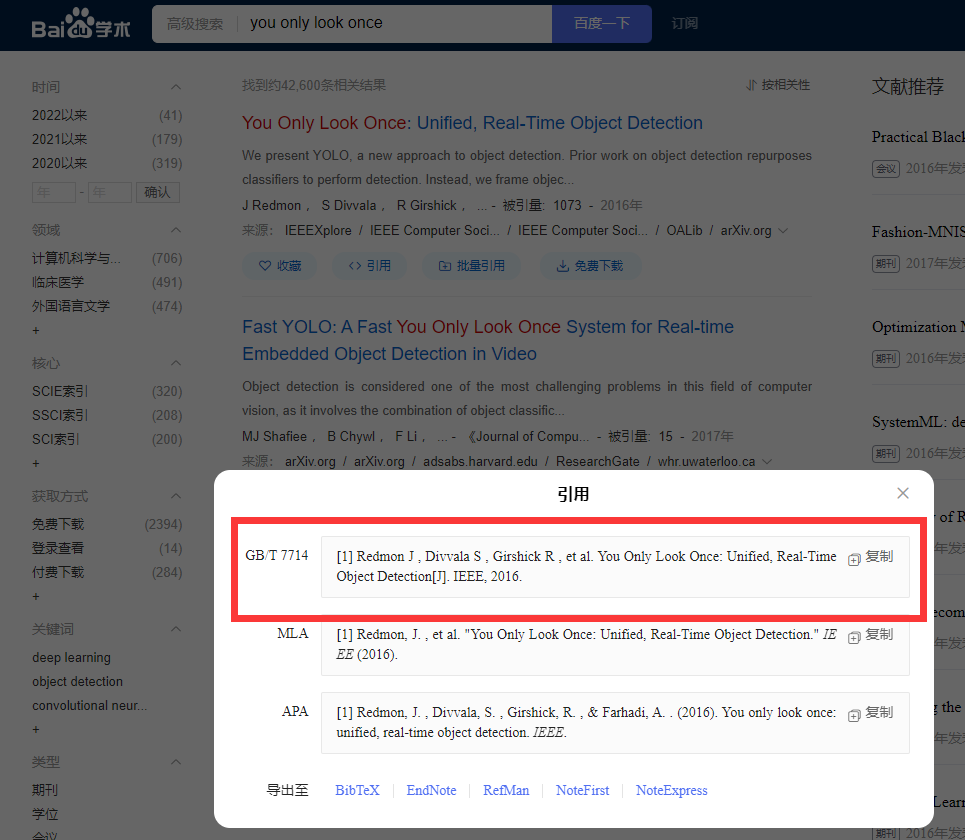 Bai du 学术
高级搜索 you only look once 百度一下 订阅
时间
2022以来 (41)
2021以来 (179)
2020以来 (319)
年 - 年 确认
领域
计算机科学与... (706)
临床医学 (491)
外国语言文学 (474)
+
核心
SCIE索引 (320)
SSCI索引 (208)
SCI索引 (200)
+
获取方式
免费下载 (2394)
登录查看 (14)
付费下载 (284)
+
关键词
deep learning
object detection
convolutional neur...
+
类型
期刊
学位
会议
找到约42,600条相关结果 按相关性
You Only Look Once: Unified, Real-Time Object Detection
We present YOLO, a new approach to object detection. Prior work on object detection repurposes
classifiers to perform detection. Instead, we frame objec...
J Redmon， S Divvala， R Girshick， ... - 被引量: 1073 - 2016年
来源： IEEEXplore / IEEE Computer Soci... / IEEE Computer Soci... / OALib / arXiv.org
收藏 <> 引用 批量引用 免费下载
Fast YOLO: A Fast You Only Look Once System for Real-time
Embedded Object Detection in Video
Object detection is considered one of the most challenging problems in this field of computer
vision, as it involves the combination of object classific...
MJ Shafiee， B Chywl， F Li， ... - 《Journal of Compu... - 被引量: 15 - 2017年
来源： arXiv.org / arXiv.org / adsabs.harvard.edu / ResearchGate / whr.uwaterloo.ca
文献推荐
Practical Black
会议 2016年发
Fashion-MNIS
期刊 2017年发
Optimization
期刊 2016年发
SystemML: de
期刊 2016年发
of R
年发
ecom
年发
g the
年发
Learn
期刊 2016年发
引用
GB/T 7714 [1] Redmon J , Divvala S , Girshick R , et al. You Only Look Once: Unified, Real-Time 复制
Object Detection[J]. IEEE, 2016.
MLA [1] Redmon, J. , et al. "You Only Look Once: Unified, Real-Time Object Detection." IE 复制
EE (2016).
APA [1] Redmon, J. , Divvala, S. , Girshick, R. , & Farhadi, A. . (2016). You only look once: 复制
unified, real-time object detection. IEEE.
导出至 BibTeX EndNote RefMan NoteFirst NoteExpress